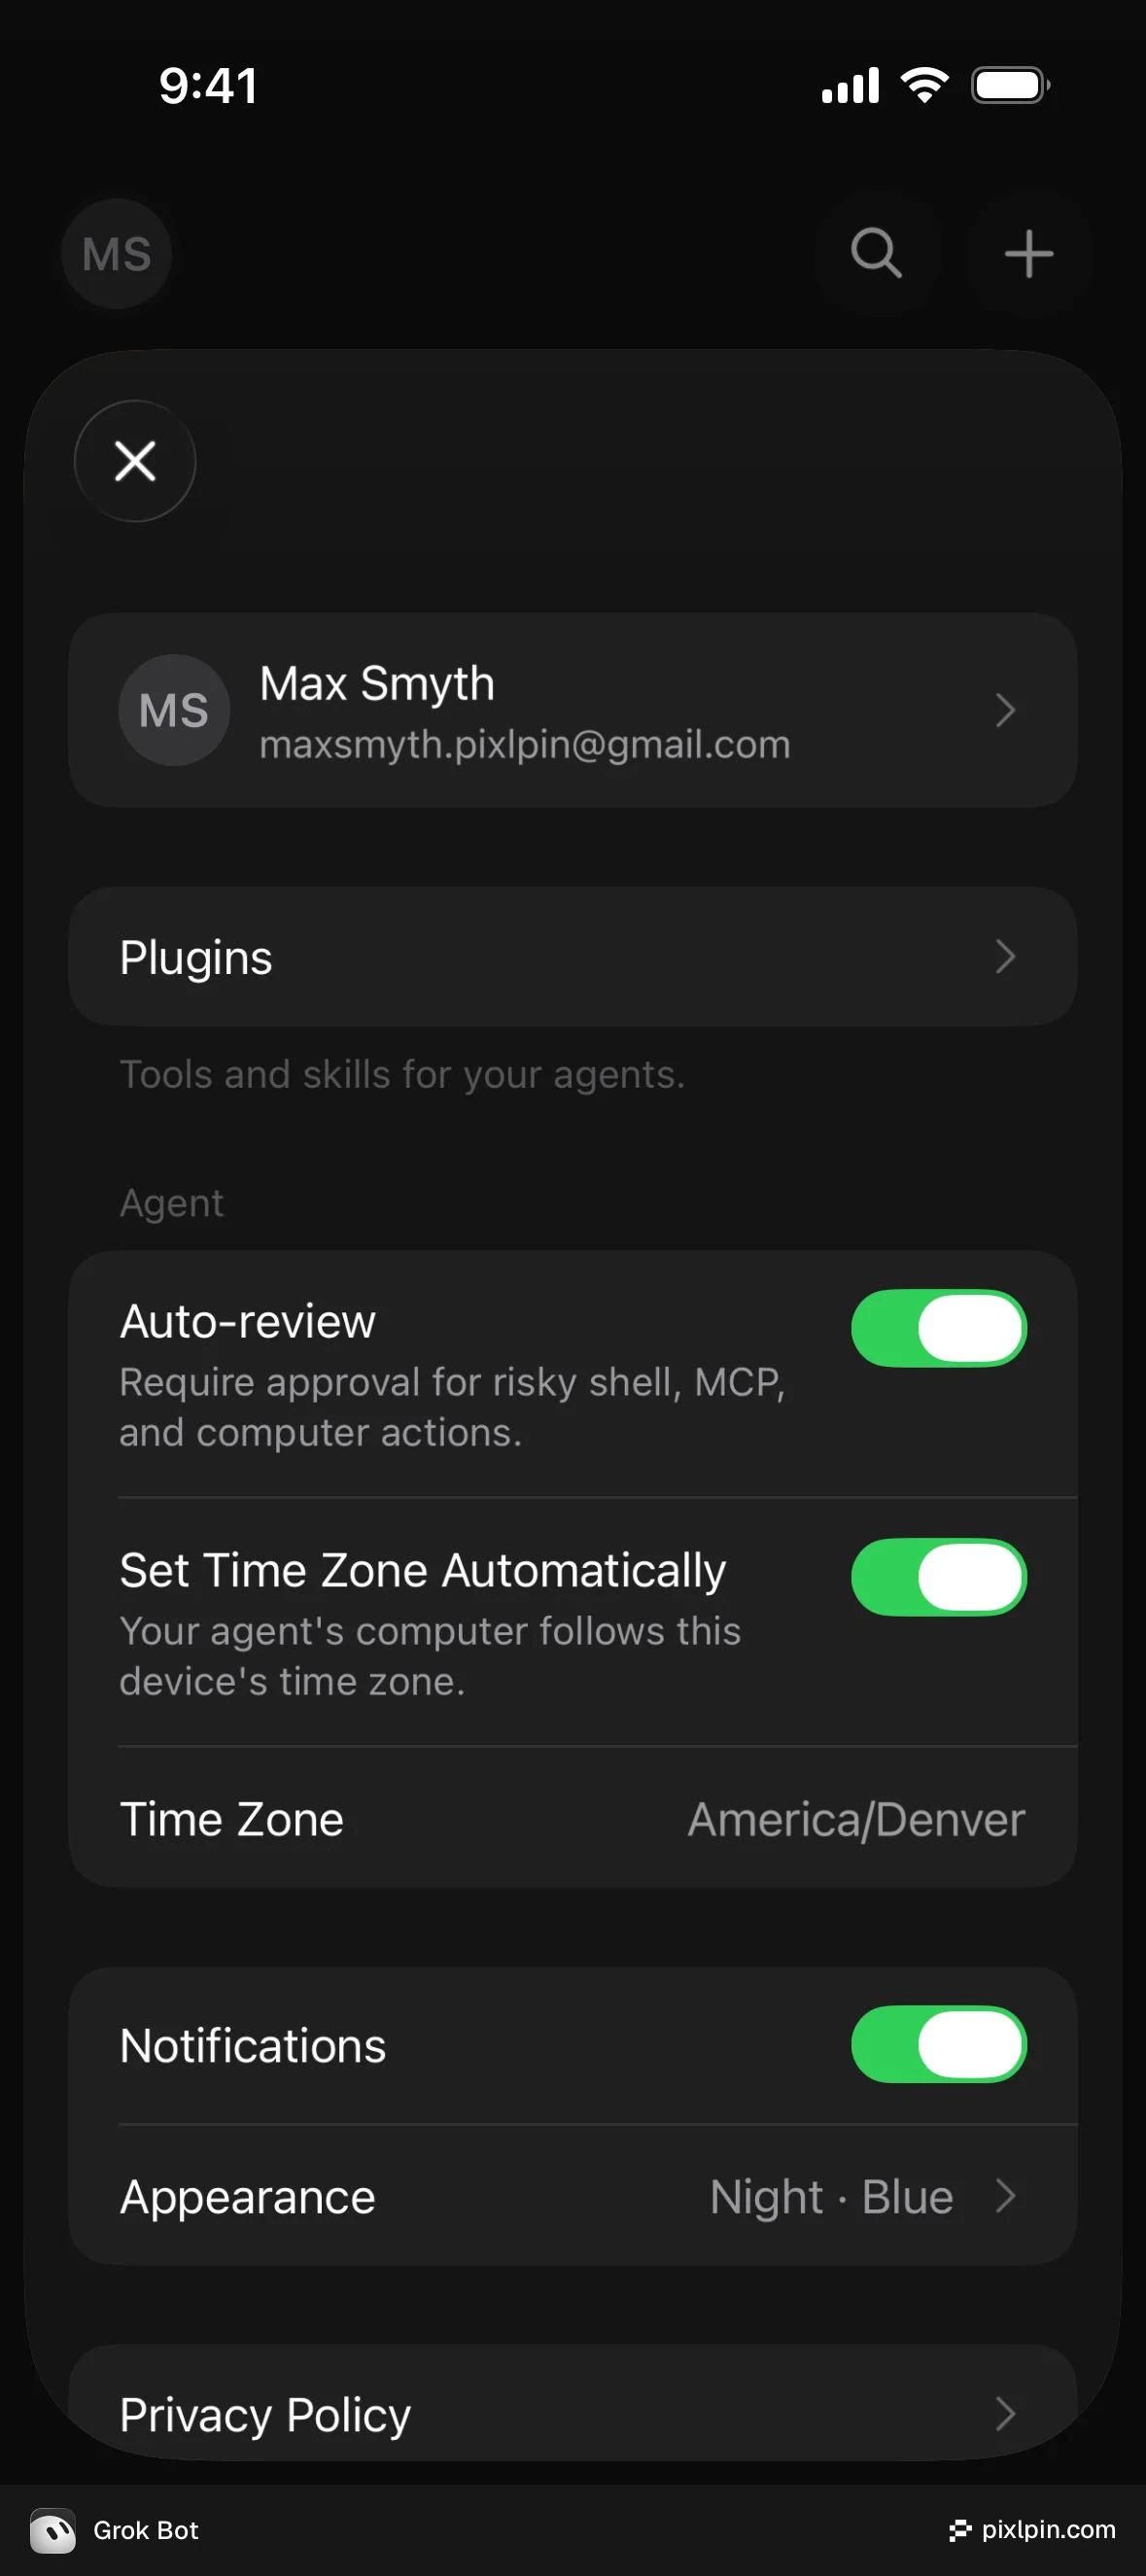 9:41
MS
Max Smyth
MS
maxsmyth.pixlpin@gmail.com
Plugins
Tools and skills for your agents.
Agent
Auto-review
Require approval for risky shell, MCP,
and computer actions.
Set Time Zone Automatically
Your agent's computer follows this
device's time zone.
Time Zone America/Denver
Notifications
Appearance Night · Blue
Privacy Policy
Grok Bot pixlpin.com